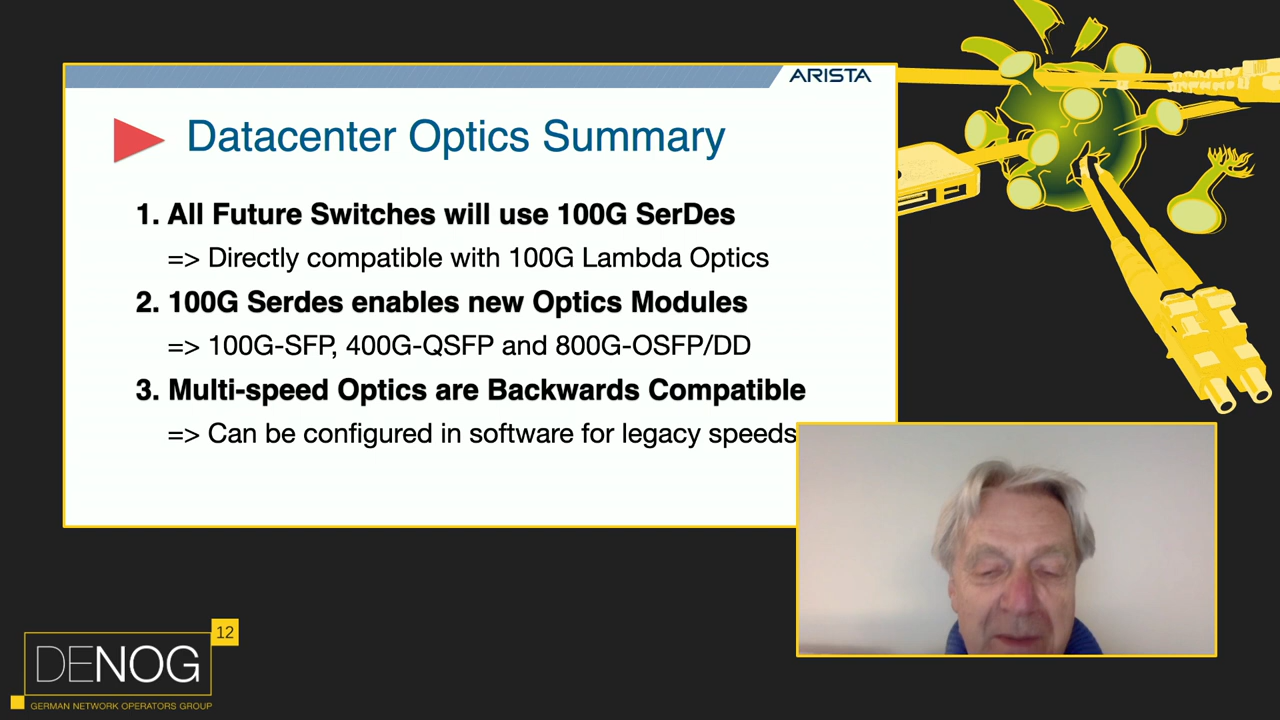 ARISTA
Datacenter Optics Summary
1. All Future Switches will use 100G SerDes
=> Directly compatible with 100G Lambda Optics
2. 100G Serdes enables new Optics Modules
=> 100G-SFP, 400G-QSFP and 800G-OSFP/DD
3. Multi-speed Optics are Backwards Compatible
=> Can be configured in software for legacy speeds
12
DENOG
GERMAN NETWORK OPERATORS GROUP